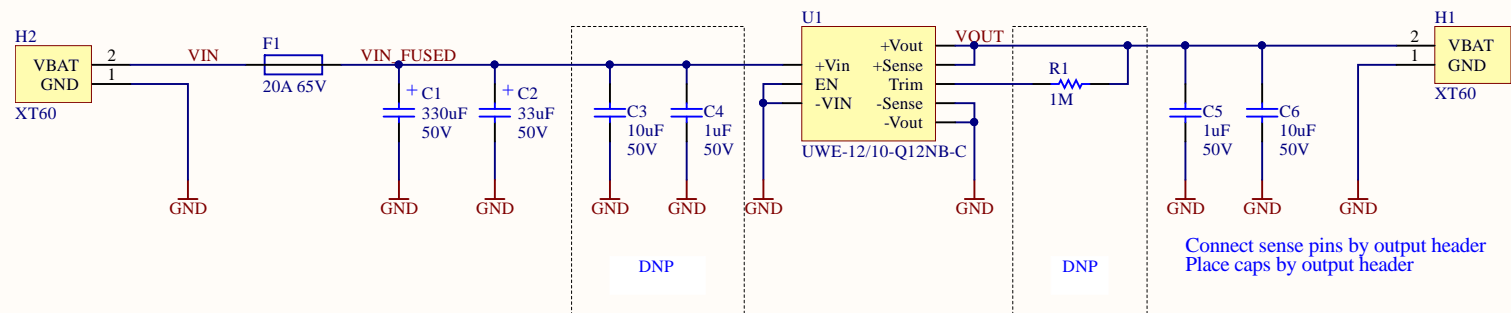 H2
VBAT
GND
2
1
XT60
VIN
F1
20A 65V
VIN_FUSED
+
C1
330uF
50V
+
C2
33uF
50V
C3
10uF
50V
C4
1uF
50V
GND
GND
GND
GND
GND
DNP
U1
+Vin
EN
-VIN
+Vout
+Sense
Trim
-Sense
-Vout
UWE-12/10-Q12NB-C
GND
GND
VOUT
R1
1M
DNP
C5
1uF
50V
C6
10uF
50V
GND
GND
GND
H1
2
1
VBAT
GND
XT60
Connect sense pins by output header
Place caps by output header